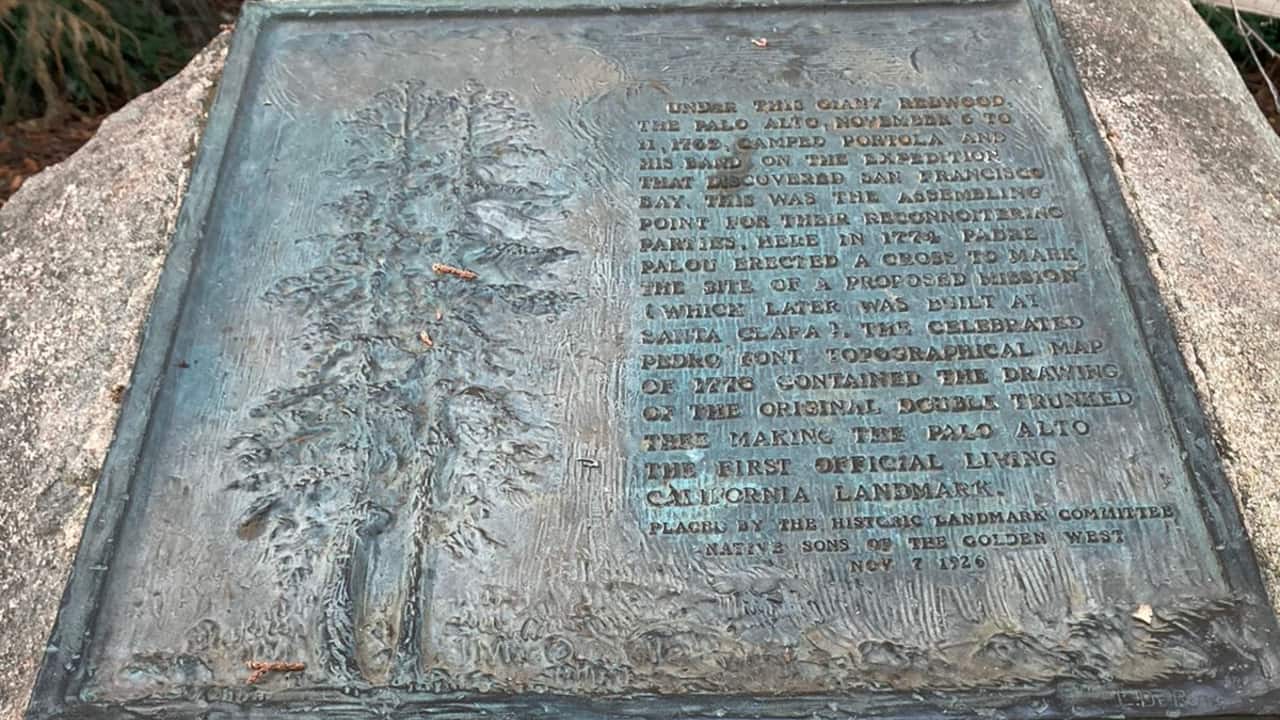 UNDER THIS GIANT REDWOOD,
THE PALO ALTO, NOVEMBER 6 TO
11, 1769, CAMPED PORTOLA AND
HIS BAND ON THE EXPEDITION
THAT DISCOVERED SAN FRANCISCO
BAY. THIS WAS THE ASSEMBLING
POINT FOR THEIR RECONNOITERING
PARTIES. HERE IN 1774 PADRE
PALOU ERECTED A CROSS TO MARK
THE SITE OF A PROPOSED MISSION
(WHICH LATER WAS BUILT AT
SANTA CLARA). THE CELEBRATED
PEDRO FONT TOPOGRAPHICAL MAP
OF 1776 CONTAINED THE DRAWING
OF THE ORIGINAL DOUBLE TRUNKED
TREE MAKING THE PALO ALTO
THE FIRST OFFICIAL LIVING
CALIFORNIA LANDMARK.
PLACED BY THE HISTORIC LANDMARK COMMITTEE
NATIVE SONS OF THE GOLDEN WEST
NOV 7 1926